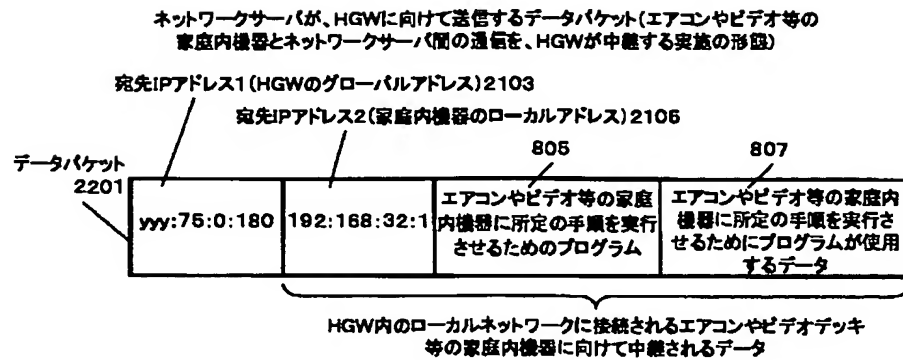 ネットワークサーバが、HGWに向けて送信するデータパケット(エアコンやビデオ等の
家庭内機器とネットワークサーバ間の通信を、HGWが中継する実施の形態)
宛先IPアドレス1(HGWのグローバルアドレス)2103
宛先IPアドレス2(家庭内機器のローカルアドレス)2106
データパケット
2201
805
807
yyy:75:0:180
192:168:32:1
エアコンやビデオ等の家庭
内機器に所定の手順を実行
させるためのプログラム
エアコンやビデオ等の家庭内
機器に所定の手順を実行さ
せるためにプログラムが使用
するデータ
HGW内のローカルネットワークに接続されるエアコンやビデオデッキ
等の家庭内機器に向けて中継されるデータ